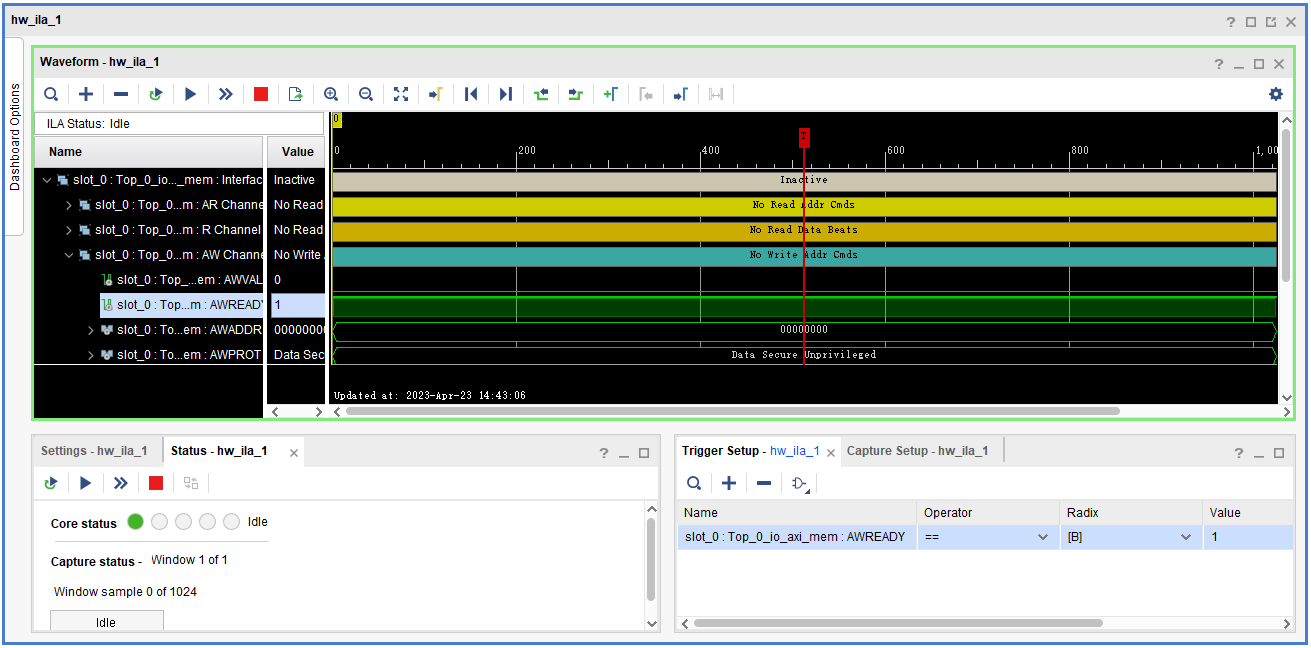 hw_ila_1
Dashboard Options
Waveform - hw_ila_1
ILA Status: Idle
Name Value
0
0 200 400 600 800 1,00
slot_0 : Top_0_io..._mem : Interfac Inactive Inactive
slot_0 : Top_0...m : AR Channe No Read No Read Addr Cmds
slot_0 : Top_0...m : R Channel No Read No Read Data Beats
slot_0 : Top_0...m : AW Channe No Write No Write Addr Cmds
slot_0 : Top_...em : AWVAL 0
slot_0 : Top...m : AWREADY 1
slot_0 : To...em : AWADDR 00000000 00000000
slot_0 : To...em : AWPROT Data Sec Data Secure Unprivileged
Updated at: 2023-Apr-23 14:43:06
Settings - hw_ila_1 Status - hw_ila_1
Core status Idle
Capture status - Window 1 of 1
Window sample 0 of 1024
Idle
Trigger Setup - hw_ila_1 Capture Setup - hw_ila_1
Name Operator Radix Value
slot_0 : Top_0_io_axi_mem : AWREADY == [B] 1